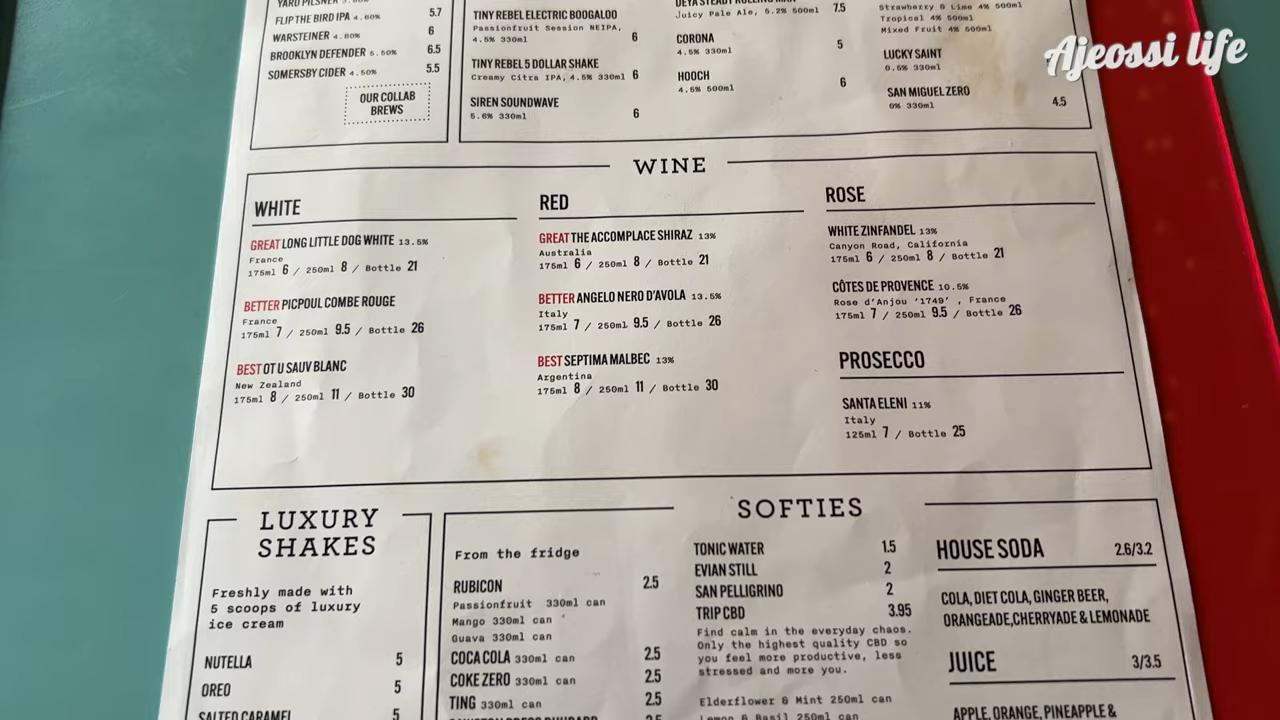 YARD PILSNER
FLIP THE BIRD IPA 4.60% 5.7
WARSTEINER 4.80% 6
BROOKLYN DEFENDER 5.50% 6.5
SOMERSBY CIDER 4.50% 5.5
OUR COLLAB
BREWS
TINY REBEL ELECTRIC BOOGALOO
Passionfruit Session NEIPA,
4.5% 330ml 6
TINY REBEL 5 DOLLAR SHAKE
Creamy Citra IPA, 4.5% 330ml 6
SIREN SOUNDWAVE
5.6% 330ml 6
Juicy Pale Ale, 5.2% 500ml 7.5
CORONA
4.5% 330ml 5
HOOCH
4.5% 500ml 6
Strawberry & Lime 4% 500ml
Tropical 4% 500ml
Mixed Fruit 4% 500ml
LUCKY SAINT
0.5% 330ml
SAN MIGUEL ZERO
0% 330ml 4.5
Ajeossi life
WINE
WHITE
GREAT LONG LITTLE DOG WHITE 13.5%
France
175ml 6 / 250ml 8 / Bottle 21
BETTER PICPOUL COMBE ROUGE
France
175ml 7 / 250ml 9.5 / Bottle 26
BEST OT U SAUV BLANC
New Zealand
175ml 8 / 250ml 11 / Bottle 30
RED
GREAT THE ACCOMPLACE SHIRAZ 13%
Australia
175ml 6 / 250ml 8 / Bottle 21
BETTER ANGELO NERO D'AVOLA 13.5%
Italy
175ml 7 / 250ml 9.5 / Bottle 26
BEST SEPTIMA MALBEC 13%
Argentina
175ml 8 / 250ml 11 / Bottle 30
ROSE
WHITE ZINFANDEL 13%
Canyon Road, California
175ml 6 / 250ml 8 / Bottle 21
CÔTES DE PROVENCE 10.5%
Rose d'Anjou '1749' , France
175ml 7 / 250ml 9.5 / Bottle 26
PROSECCO
SANTA ELENI 11%
Italy
125ml 7 / Bottle 25
LUXURY
SHAKES
Freshly made with
5 scoops of luxury
ice cream
NUTELLA 5
OREO 5
SALTED CARAMEL 5
SOFTIES
From the fridge
RUBICON 2.5
Passionfruit 330ml can
Mango 330ml can
Guava 330ml can
COCA COLA 330ml can 2.5
COKE ZERO 330ml can 2.5
TING 330ml can 2.5
TONIC WATER 1.5
EVIAN STILL 2
SAN PELLIGRINO 2
TRIP CBD 3.95
Find calm in the everyday chaos.
Only the highest quality CBD so
you feel more productive, less
stressed and more you.
Elderflower & Mint 250ml can
Lemon & Basil 250ml can
HOUSE SODA 2.6/3.2
COLA, DIET COLA, GINGER BEER,
ORANGEADE, CHERRYADE & LEMONADE
JUICE 3/3.5
APPLE, ORANGE, PINEAPPLE &